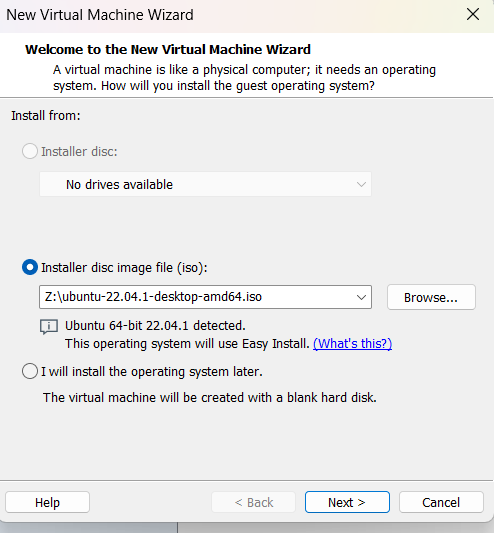 New Virtual Machine Wizard
Welcome to the New Virtual Machine Wizard
A virtual machine is like a physical computer; it needs an operating
system. How will you install the guest operating system?
Install from:
Installer disc:
No drives available
Installer disc image file (iso):
Z:\ubuntu-22.04.1-desktop-amd64.iso
Browse...
Ubuntu 64-bit 22.04.1 detected.
This operating system will use Easy Install. (What's this?)
I will install the operating system later.
The virtual machine will be created with a blank hard disk.
Help
< Back
Next >
Cancel